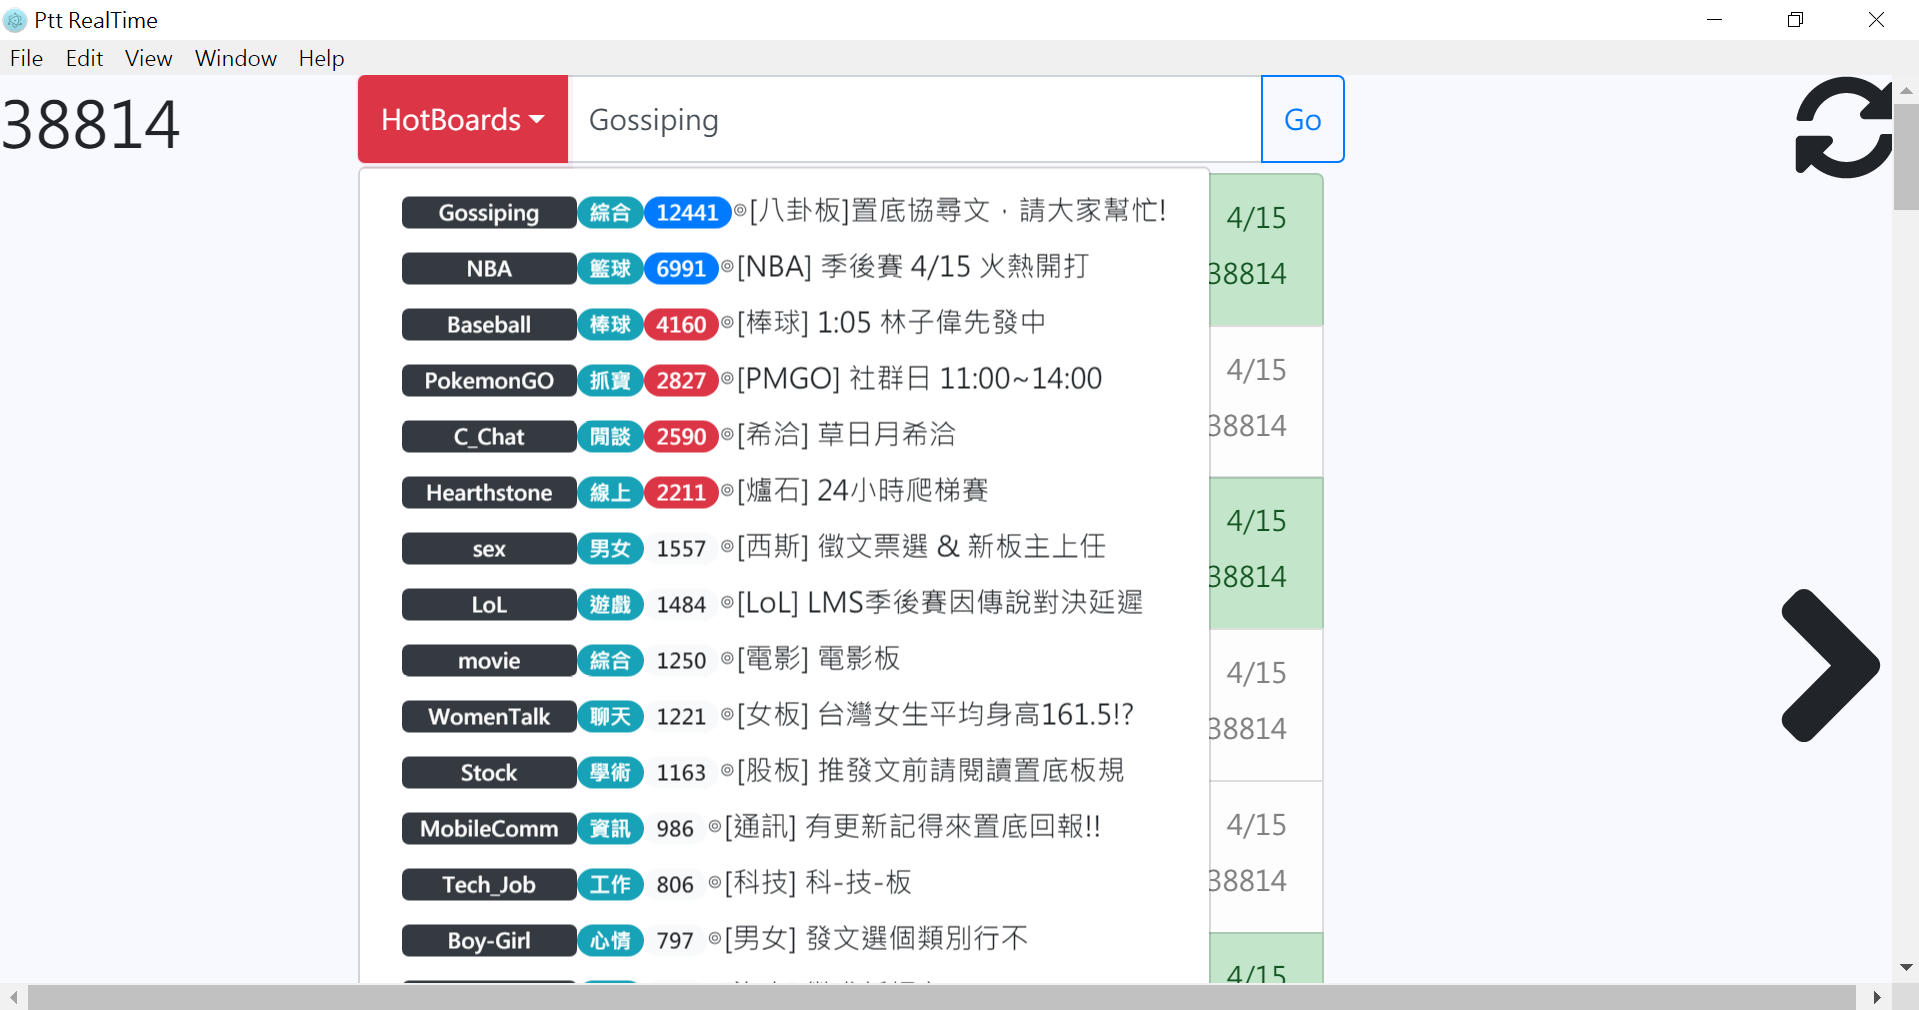 Ptt RealTime
File Edit View Window Help
38814
HotBoards Gossiping Go
Gossiping 綜合 12441 ◎[八卦板]置底協尋文，請大家幫忙!
4/15
NBA 籃球 6991 ◎[NBA] 季後賽 4/15 火熱開打
38814
Baseball 棒球 4160 ◎[棒球] 1:05 林子偉先發中
PokemonGO 抓寶 2827 ◎[PMGO] 社群日 11:00~14:00
4/15
C_Chat 閒談 2590 ◎[希洽] 草日月希洽
38814
Hearthstone 線上 2211 ◎[爐石] 24小時爬梯賽
4/15
sex 男女 1557 ◎[西斯] 徵文票選 & 新板主上任
38814
LoL 遊戲 1484 ◎[LoL] LMS季後賽因傳說對決延遲
movie 綜合 1250 ◎[電影] 電影板
4/15
WomenTalk 聊天 1221 ◎[女板] 台灣女生平均身高161.5!?
38814
Stock 學術 1163 ◎[股板] 推發文前請閱讀置底板規
MobileComm 資訊 986 ◎[通訊] 有更新記得來置底回報!!
4/15
Tech_Job 工作 806 ◎[科技] 科-技-板
38814
Boy-Girl 心情 797 ◎[男女] 發文選個類別行不
4/15